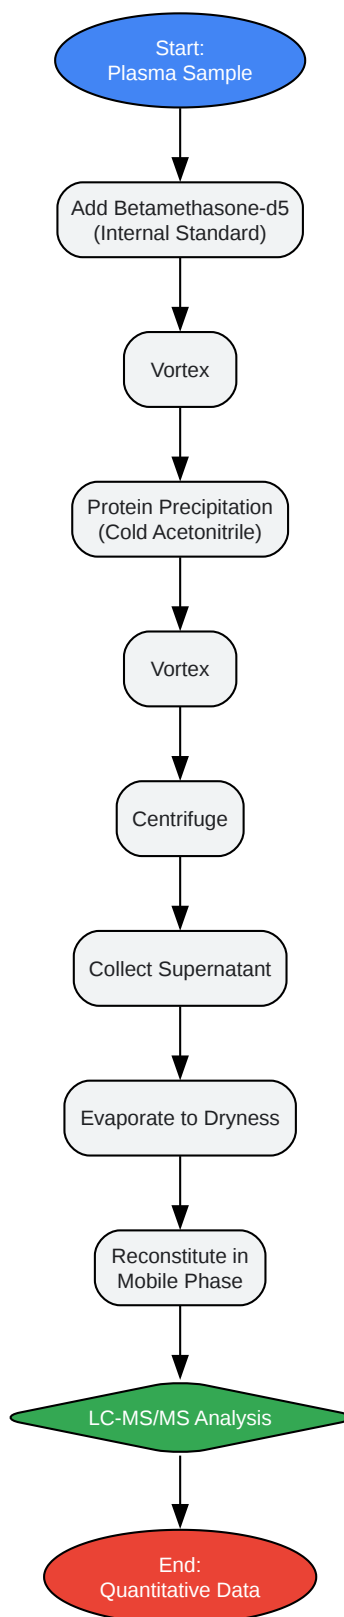 Start:
Plasma Sample
Add Betamethasone-d5
(Internal Standard)
Vortex
Protein Precipitation
(Cold Acetonitrile)
Vortex
Centrifuge
Collect Supernatant
Evaporate to Dryness
Reconstitute in
Mobile Phase
LC-MS/MS Analysis
End:
Quantitative Data